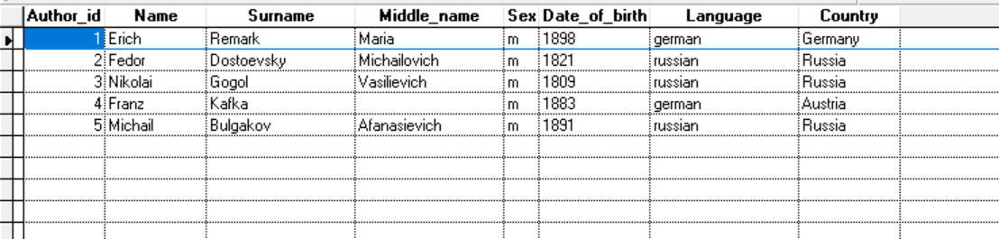 Author_id Name Surname Middle_name Sex Date_of_birth Language Country
1 Erich Remark Maria m 1898 german Germany
2 Fedor Dostoevsky Michailovich m 1821 russian Russia
3 Nikolai Gogol Vasilievich m 1809 russian Russia
4 Franz Kafka m 1883 german Austria
5 Michail Bulgakov Afanasievich m 1891 russian Russia